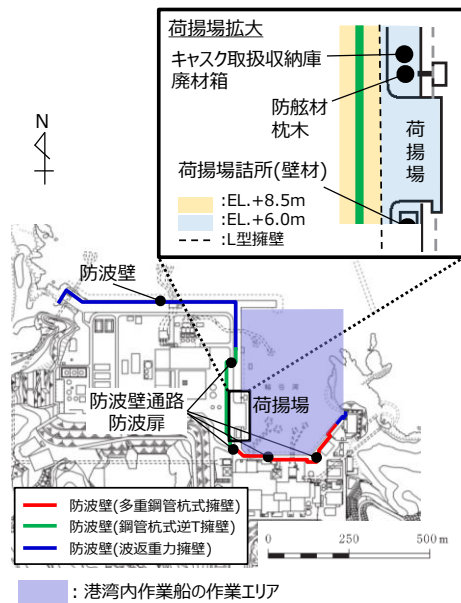 荷揚場拡大
キャスク取扱収納庫
廃材箱
防舷材
枕木
荷揚場
荷揚場詰所(壁材)
:EL.+8.5m
:EL.+6.0m
:L型擁壁
N
防波壁
防波壁通路
防波扉
荷揚場
防波壁(多重鋼管杭式擁壁)
防波壁(鋼管杭式逆T擁壁)
防波壁(波返重力擁壁)
0 250 500m
:港湾内作業船の作業エリア